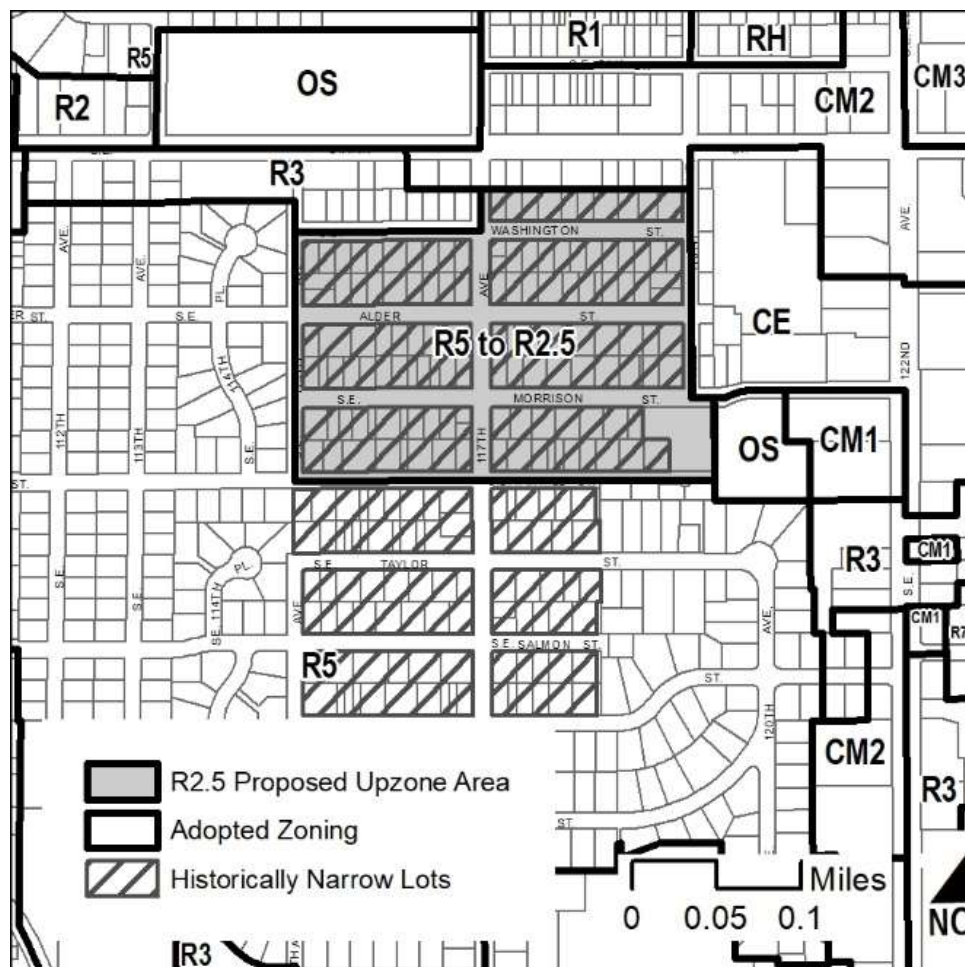 R1
RH
R5
OS
CM3
R2
CM2
R3
AVE.
WASHINGTON ST.
AVE.
AVE.
AVE
PL.
ST.
S.E.
ALDER
ST.
CE
R5 to R2.5
122ND
114TH
S.E.
MORRISON
ST.
112TH
113TH
S.E.
117TH
OS
CM1
ST.
R3
CM1
S.E.
TAYLOR
ST.
PL.
S.E.
S.E.
S.E.
S.E. 114TH
AVE
AVE.
CM1
R7
S.E. SALMON ST.
R5
ST.
120TH
CM2
R3
ST.
R2.5 Proposed Upzone Area
Adopted Zoning
Historically Narrow Lots
Miles
0 0.05 0.1
NO
R3